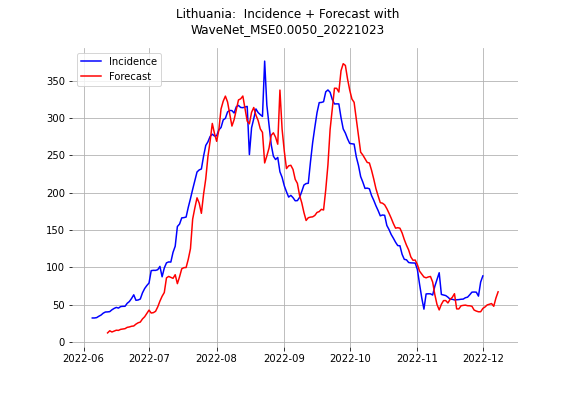 Lithuania:  Incidence + Forecast with
WaveNet_MSE0.0050_20221023
Incidence
Forecast
350
300
250
200
150
100
50
0
2022-06 2022-07 2022-08 2022-09 2022-10 2022-11 2022-12